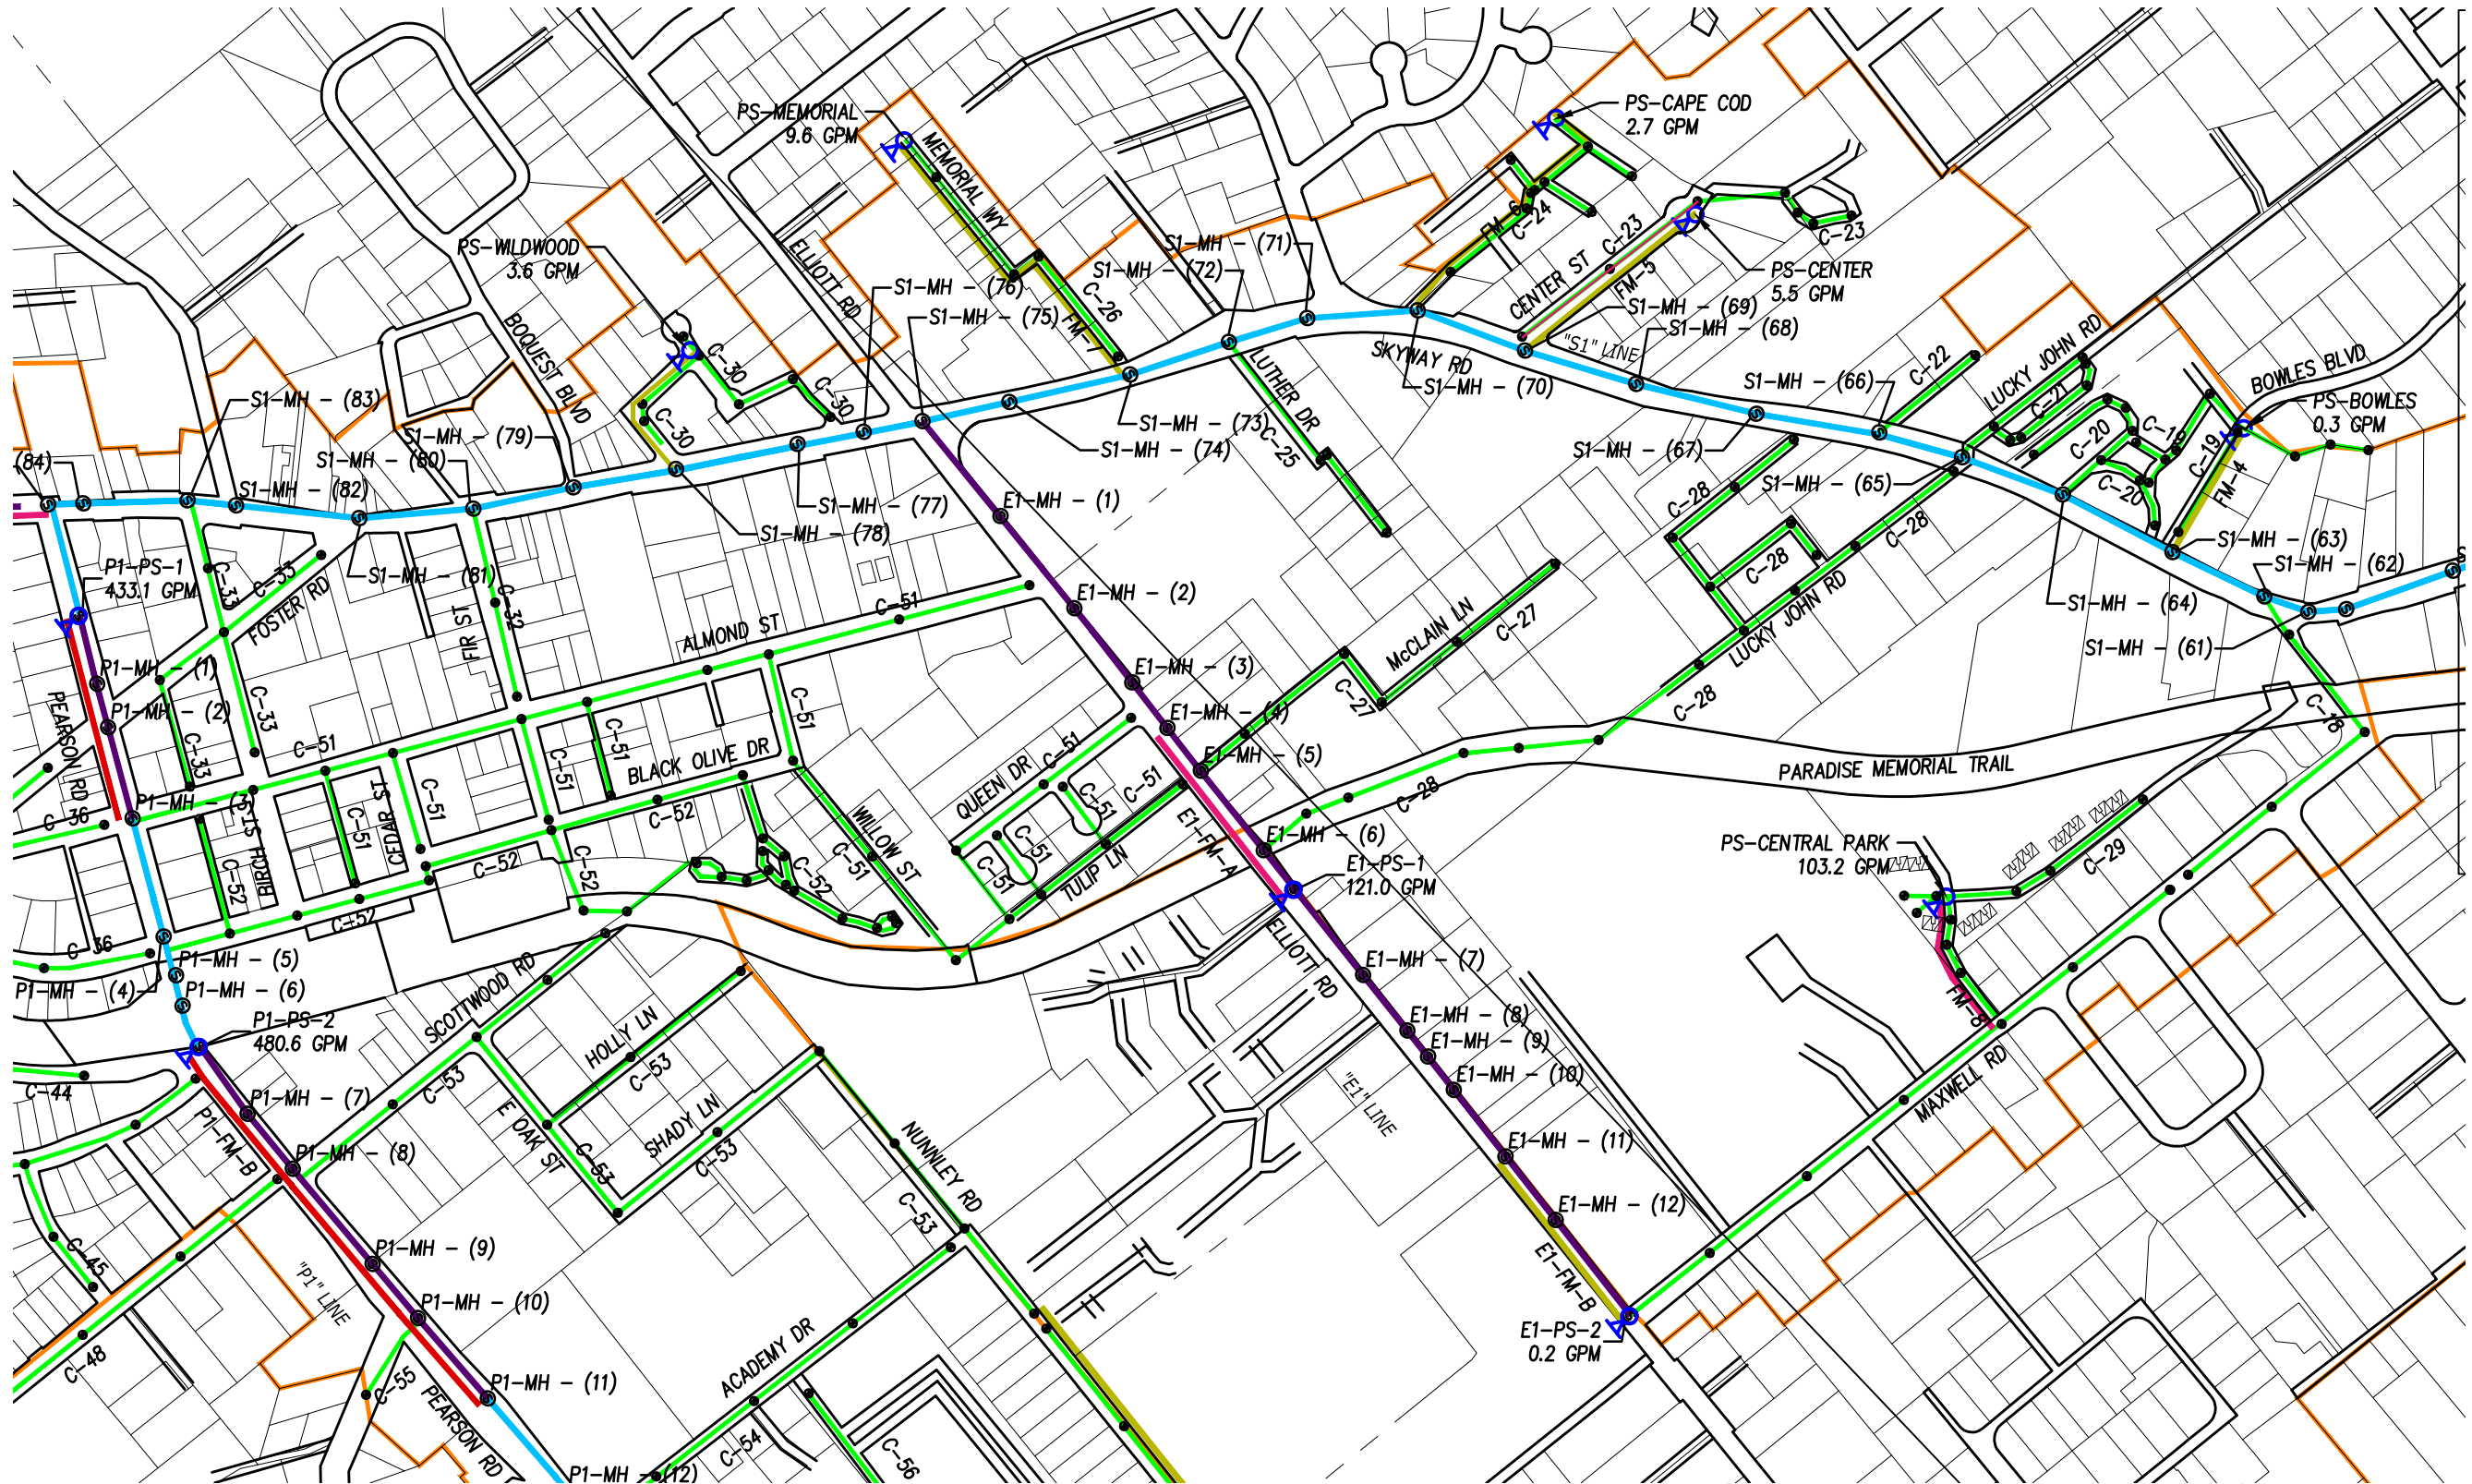 PS-MEMORIAL
9.6 GPM
MEMORIAL WY
PS-CAPE COD
2.7 GPM
FM-6
C-24
C-23
C-23
CENTER ST
FM-5
PS-CENTER
5.5 GPM
PS-WILDWOOD
3.6 GPM
ELLIOTT RD
S1-MH - (71)
S1-MH - (72)
S1-MH - (76)
S1-MH - (75)
C-26
FM-7
S1-MH - (69)
S1-MH - (68)
"S1" LINE
SKYWAY RD
S1-MH - (70)
S1-MH - (66)
C-22
LUCKY JOHN RD
C-21
BOWLES BLVD
PS-BOWLES
0.3 GPM
BOQUEST BLVD
C-30
C-30
C-30
LUTHER DR
C-25
S1-MH - (73)
S1-MH - (74)
S1-MH - (67)
S1-MH - (65)
C-20
C-20
C-19
FM-4
S1-MH - (83)
S1-MH - (79)
S1-MH - (80)
(84)
S1-MH - (82)
S1-MH - (77)
S1-MH - (78)
S1-MH - (81)
E1-MH - (1)
C-28
C-28
C-28
S1-MH - (63)
S1-MH - (62)
S1-MH - (64)
S1-MH - (61)
P1-PS-1
433.1 GPM
C-33
C-33
FOSTER RD
FIR ST
C-32
ALMOND ST
C-51
E1-MH - (2)
McCLAIN LN
C-27
C-27
LUCKY JOHN RD
C-28
C-18
E1-MH - (3)
E1-MH - (4)
E1-MH - (5)
P1-MH - (1)
P1-MH - (2)
PEARSON RD
C-33
C-33
C-51
C-51
C-51
C-51
C-51
C-51
BLACK OLIVE DR
C-52
QUEEN DR
C-51
C-51
C-51
C-51
C-51
TULIP LN
WILLOW ST
C-51
E1-FM-A
C-28
PARADISE MEMORIAL TRAIL
P1-MH - (3)
C-36
BIRCH ST
CEDAR ST
C-52
C-52
C-52
C-52
C-52
E1-MH - (6)
E1-PS-1
121.0 GPM
PS-CENTRAL PARK
103.2 GPM
C-29
FM-8
MAXWELL RD
C-36
P1-MH - (5)
P1-MH - (4)
P1-MH - (6)
SCOTTWOOD RD
HOLLY LN
C-53
SHADY LN
C-53
ELLIOTT RD
E1-MH - (7)
E1-MH - (8)
E1-MH - (9)
E1-MH - (10)
"E1" LINE
P1-PS-2
480.6 GPM
C-44
P1-MH - (7)
P1-FM-B
P1-MH - (8)
C-53
E OAK ST
C-53
NUNNLEY RD
C-53
E1-MH - (11)
E1-MH - (12)
E1-FM-B
E1-PS-2
0.2 GPM
C-45
"P1" LINE
P1-MH - (9)
P1-MH - (10)
C-48
C-55
PEARSON RD
P1-MH - (11)
ACADEMY DR
C-54
C-56
P1-MH - (12)